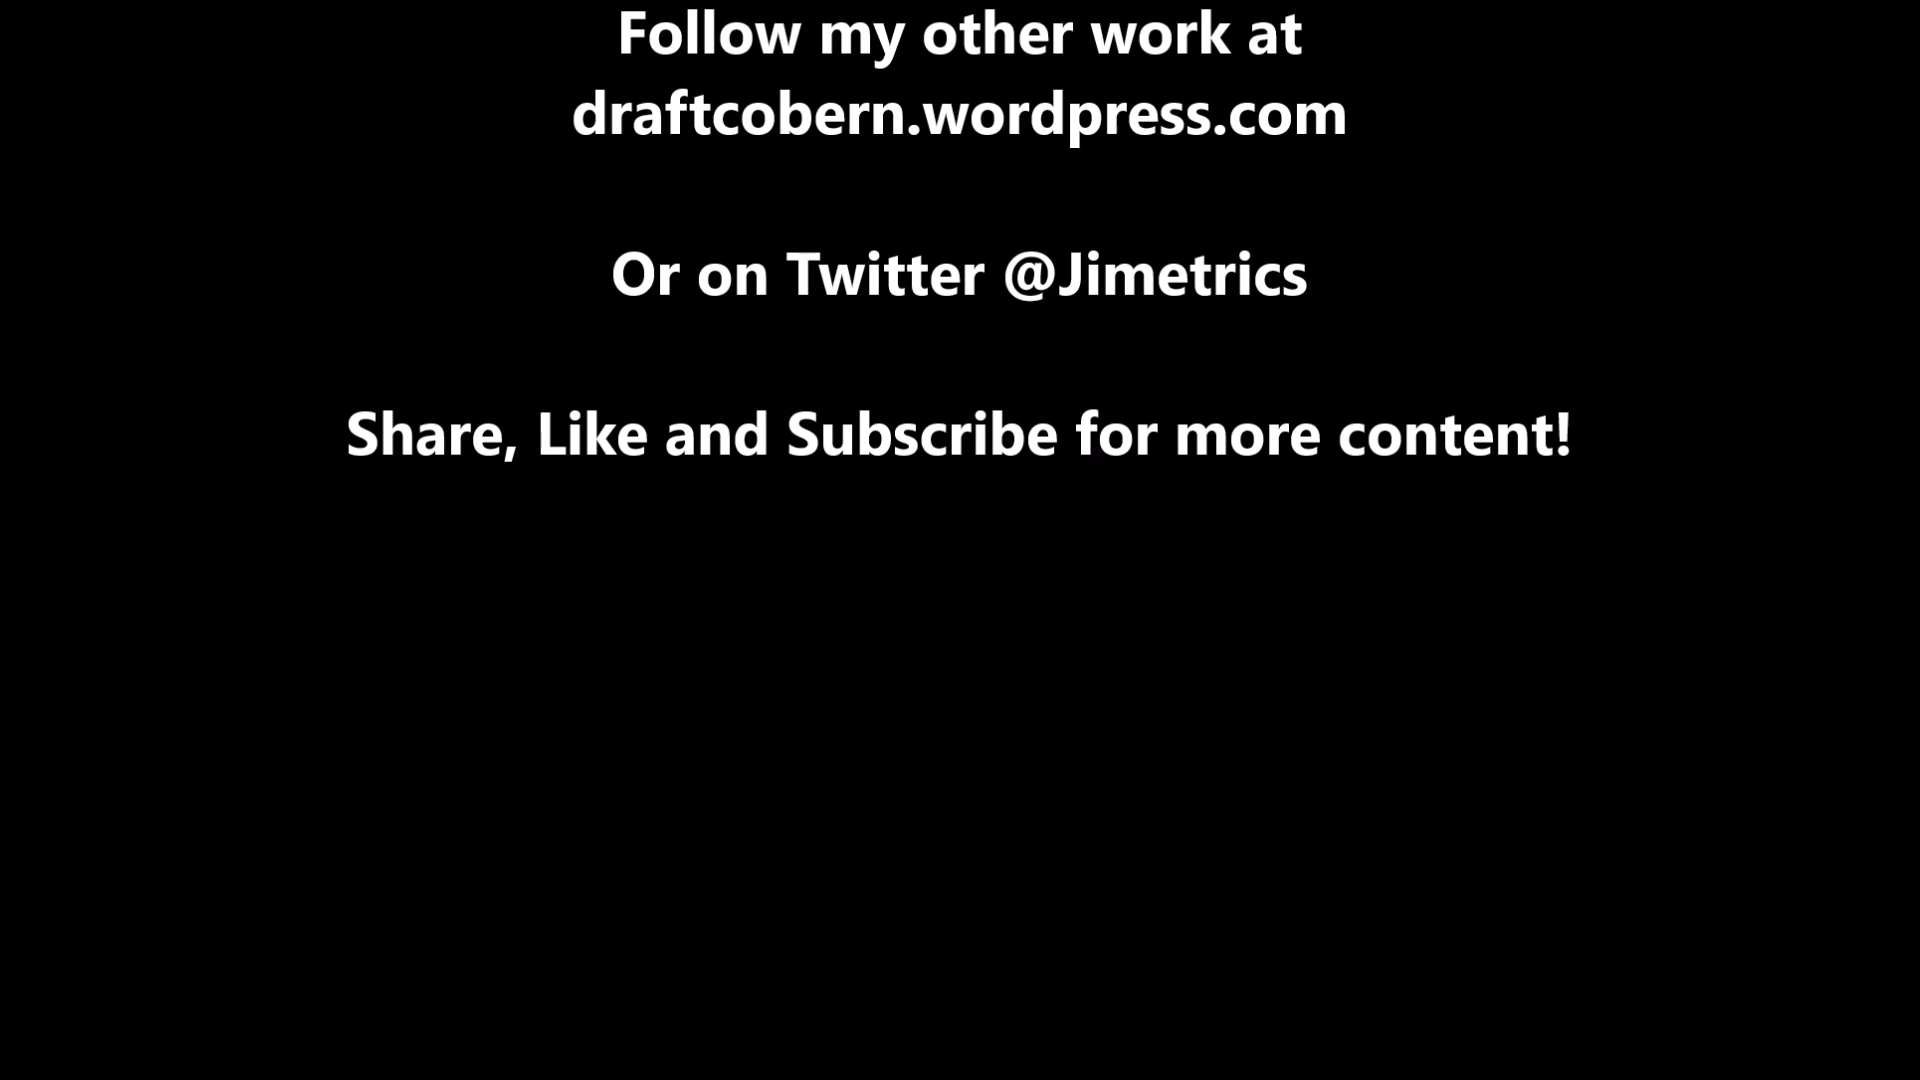 Follow my other work at
draftcobern.wordpress.com
Or on Twitter @Jimetrics
Share, Like and Subscribe for more content!